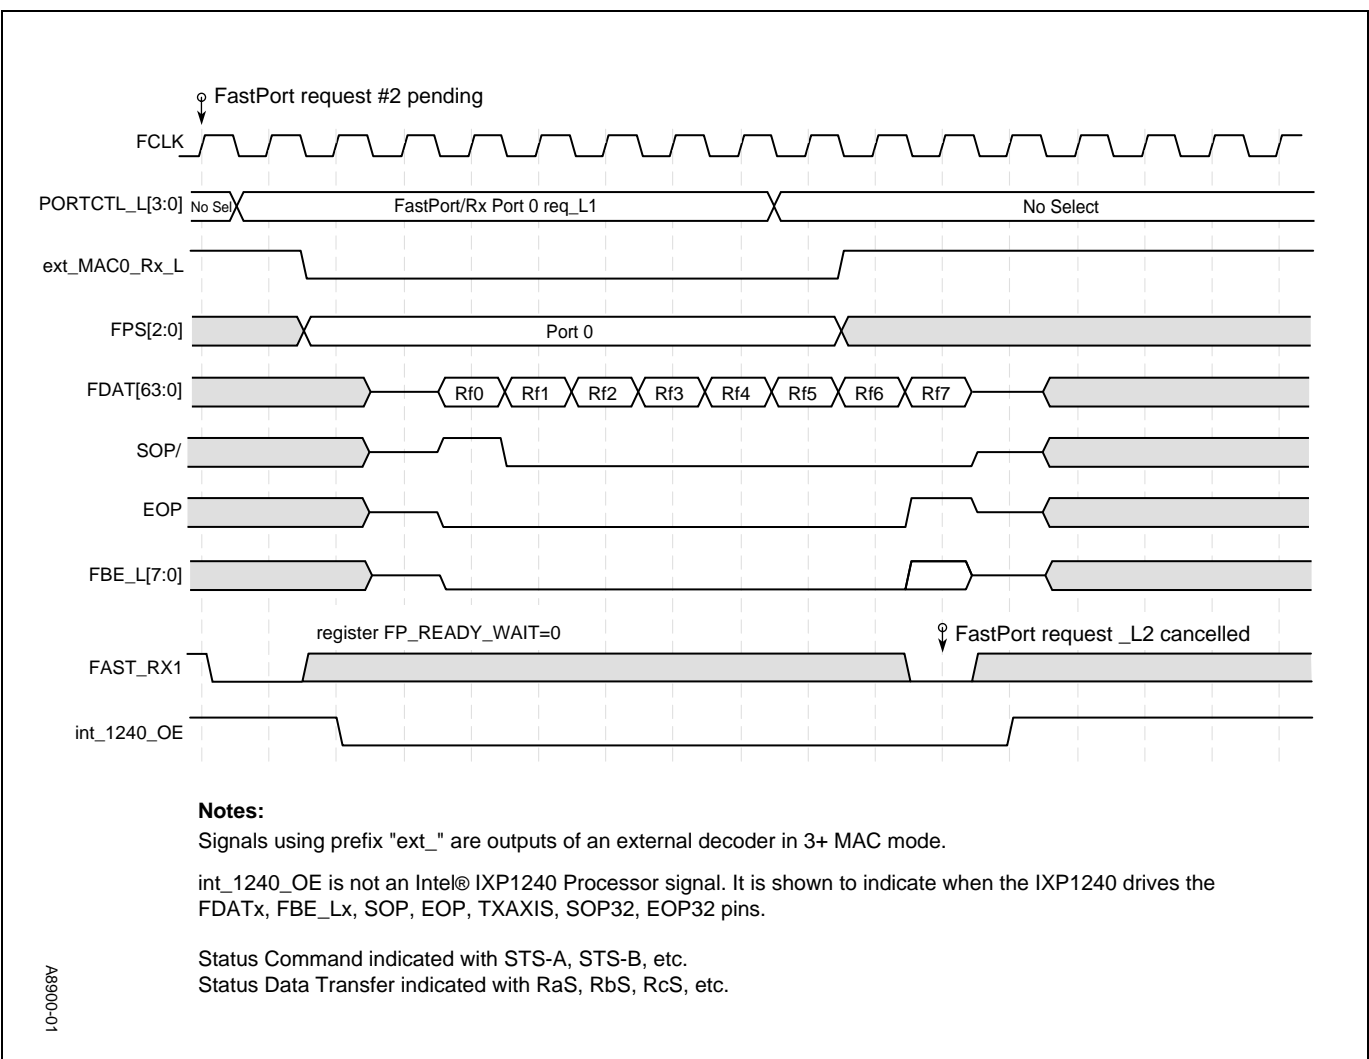 FastPort request #2 pending
FCLK
PORTCTL_L[3:0] No Sel FastPort/Rx Port 0 req_L1 No Select
ext_MAC0_Rx_L
FPS[2:0] Port 0
FDAT[63:0] Rf0 Rf1 Rf2 Rf3 Rf4 Rf5 Rf6 Rf7
SOP/
EOP
FBE_L[7:0]
register FP_READY_WAIT=0 FastPort request _L2 cancelled
FAST_RX1
int_1240_OE
Notes:
Signals using prefix "ext_" are outputs of an external decoder in 3+ MAC mode.
int_1240_OE is not an Intel® IXP1240 Processor signal. It is shown to indicate when the IXP1240 drives the
FDATx, FBE_Lx, SOP, EOP, TXAXIS, SOP32, EOP32 pins.
Status Command indicated with STS-A, STS-B, etc.
Status Data Transfer indicated with RaS, RbS, RcS, etc.
A8900-01